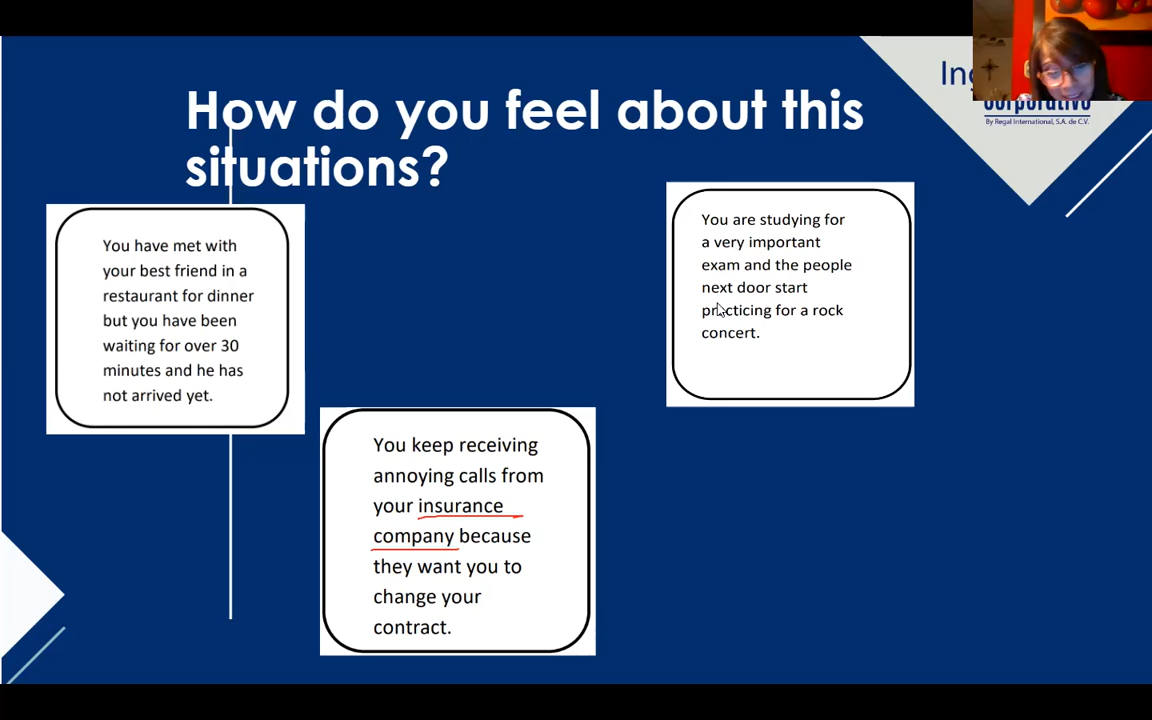 How do you feel about this
situations?
You have met with
your best friend in a
restaurant for dinner
but you have been
waiting for over 30
minutes and he has
not arrived yet.
You keep receiving
annoying calls from
your insurance
company because
they want you to
change your
contract.
You are studying for
a very important
exam and the people
next door start
practicing for a rock
concert.
By Regal International, S.A. de C.V.